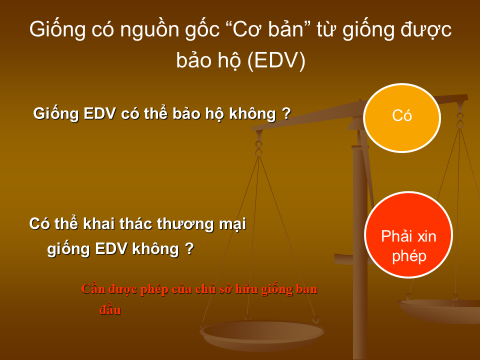 Giống có nguồn gốc “Cơ bản” từ giống được
bảo hộ (EDV)
Giống EDV có thể bảo hộ không ?
Có
Có thể khai thác thương mại
giống EDV không ?
Phải xin
phép
Cần được phép của chủ sở hữu giống ban
đầu